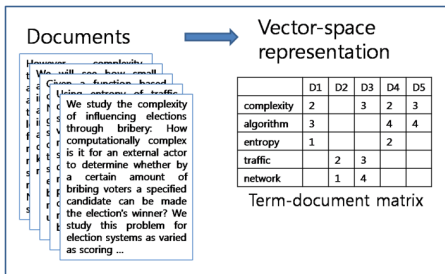 Documents
Vector-space
representation
However, complexity
We will see how small
Given a function based
Using entropy of traffic
We study the complexity
of influencing elections
through bribery: How
computationally complex
is it for an external actor
to determine whether by
a certain amount of
bribing voters a specified
candidate can be made
the election's winner? We
study this problem for
election systems as varied
as scoring ...
D1 D2 D3 D4 D5
complexity 2 3 2 3
algorithm 3 4 4
entropy 1 2
traffic 2 3
network 1 4
Term-document matrix